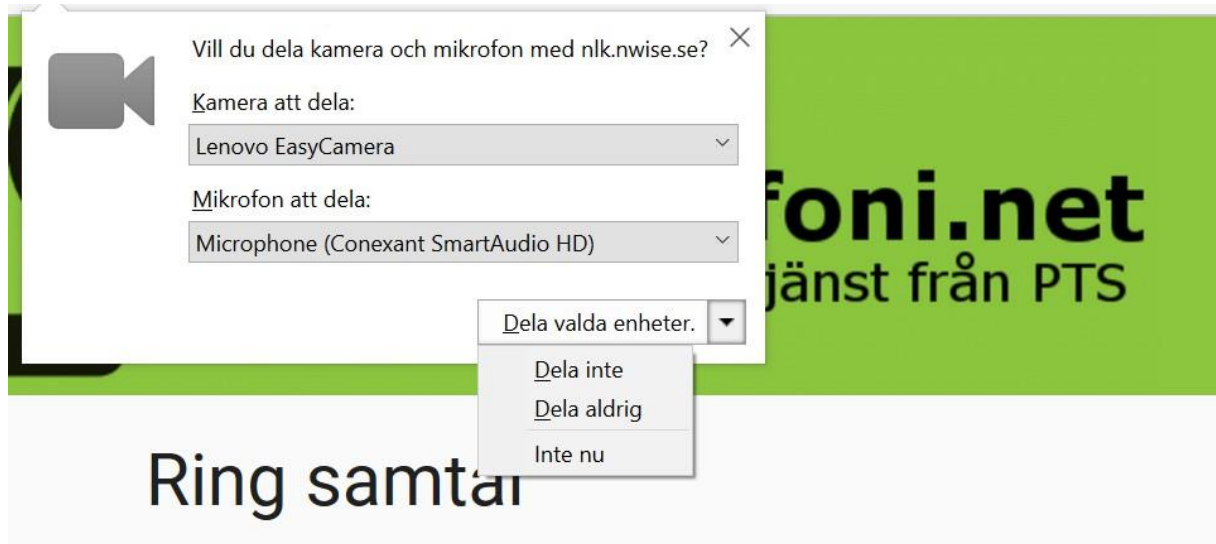 Vill du dela kamera och mikrofon med nlk.nwise.se?
Kamera att dela:
Lenovo EasyCamera
Mikrofon att dela:
Microphone (Conexant SmartAudio HD)
Dela valda enheter.
Dela inte
Dela aldrig
Inte nu
foni.net
jänst från PTS
Ring samtal